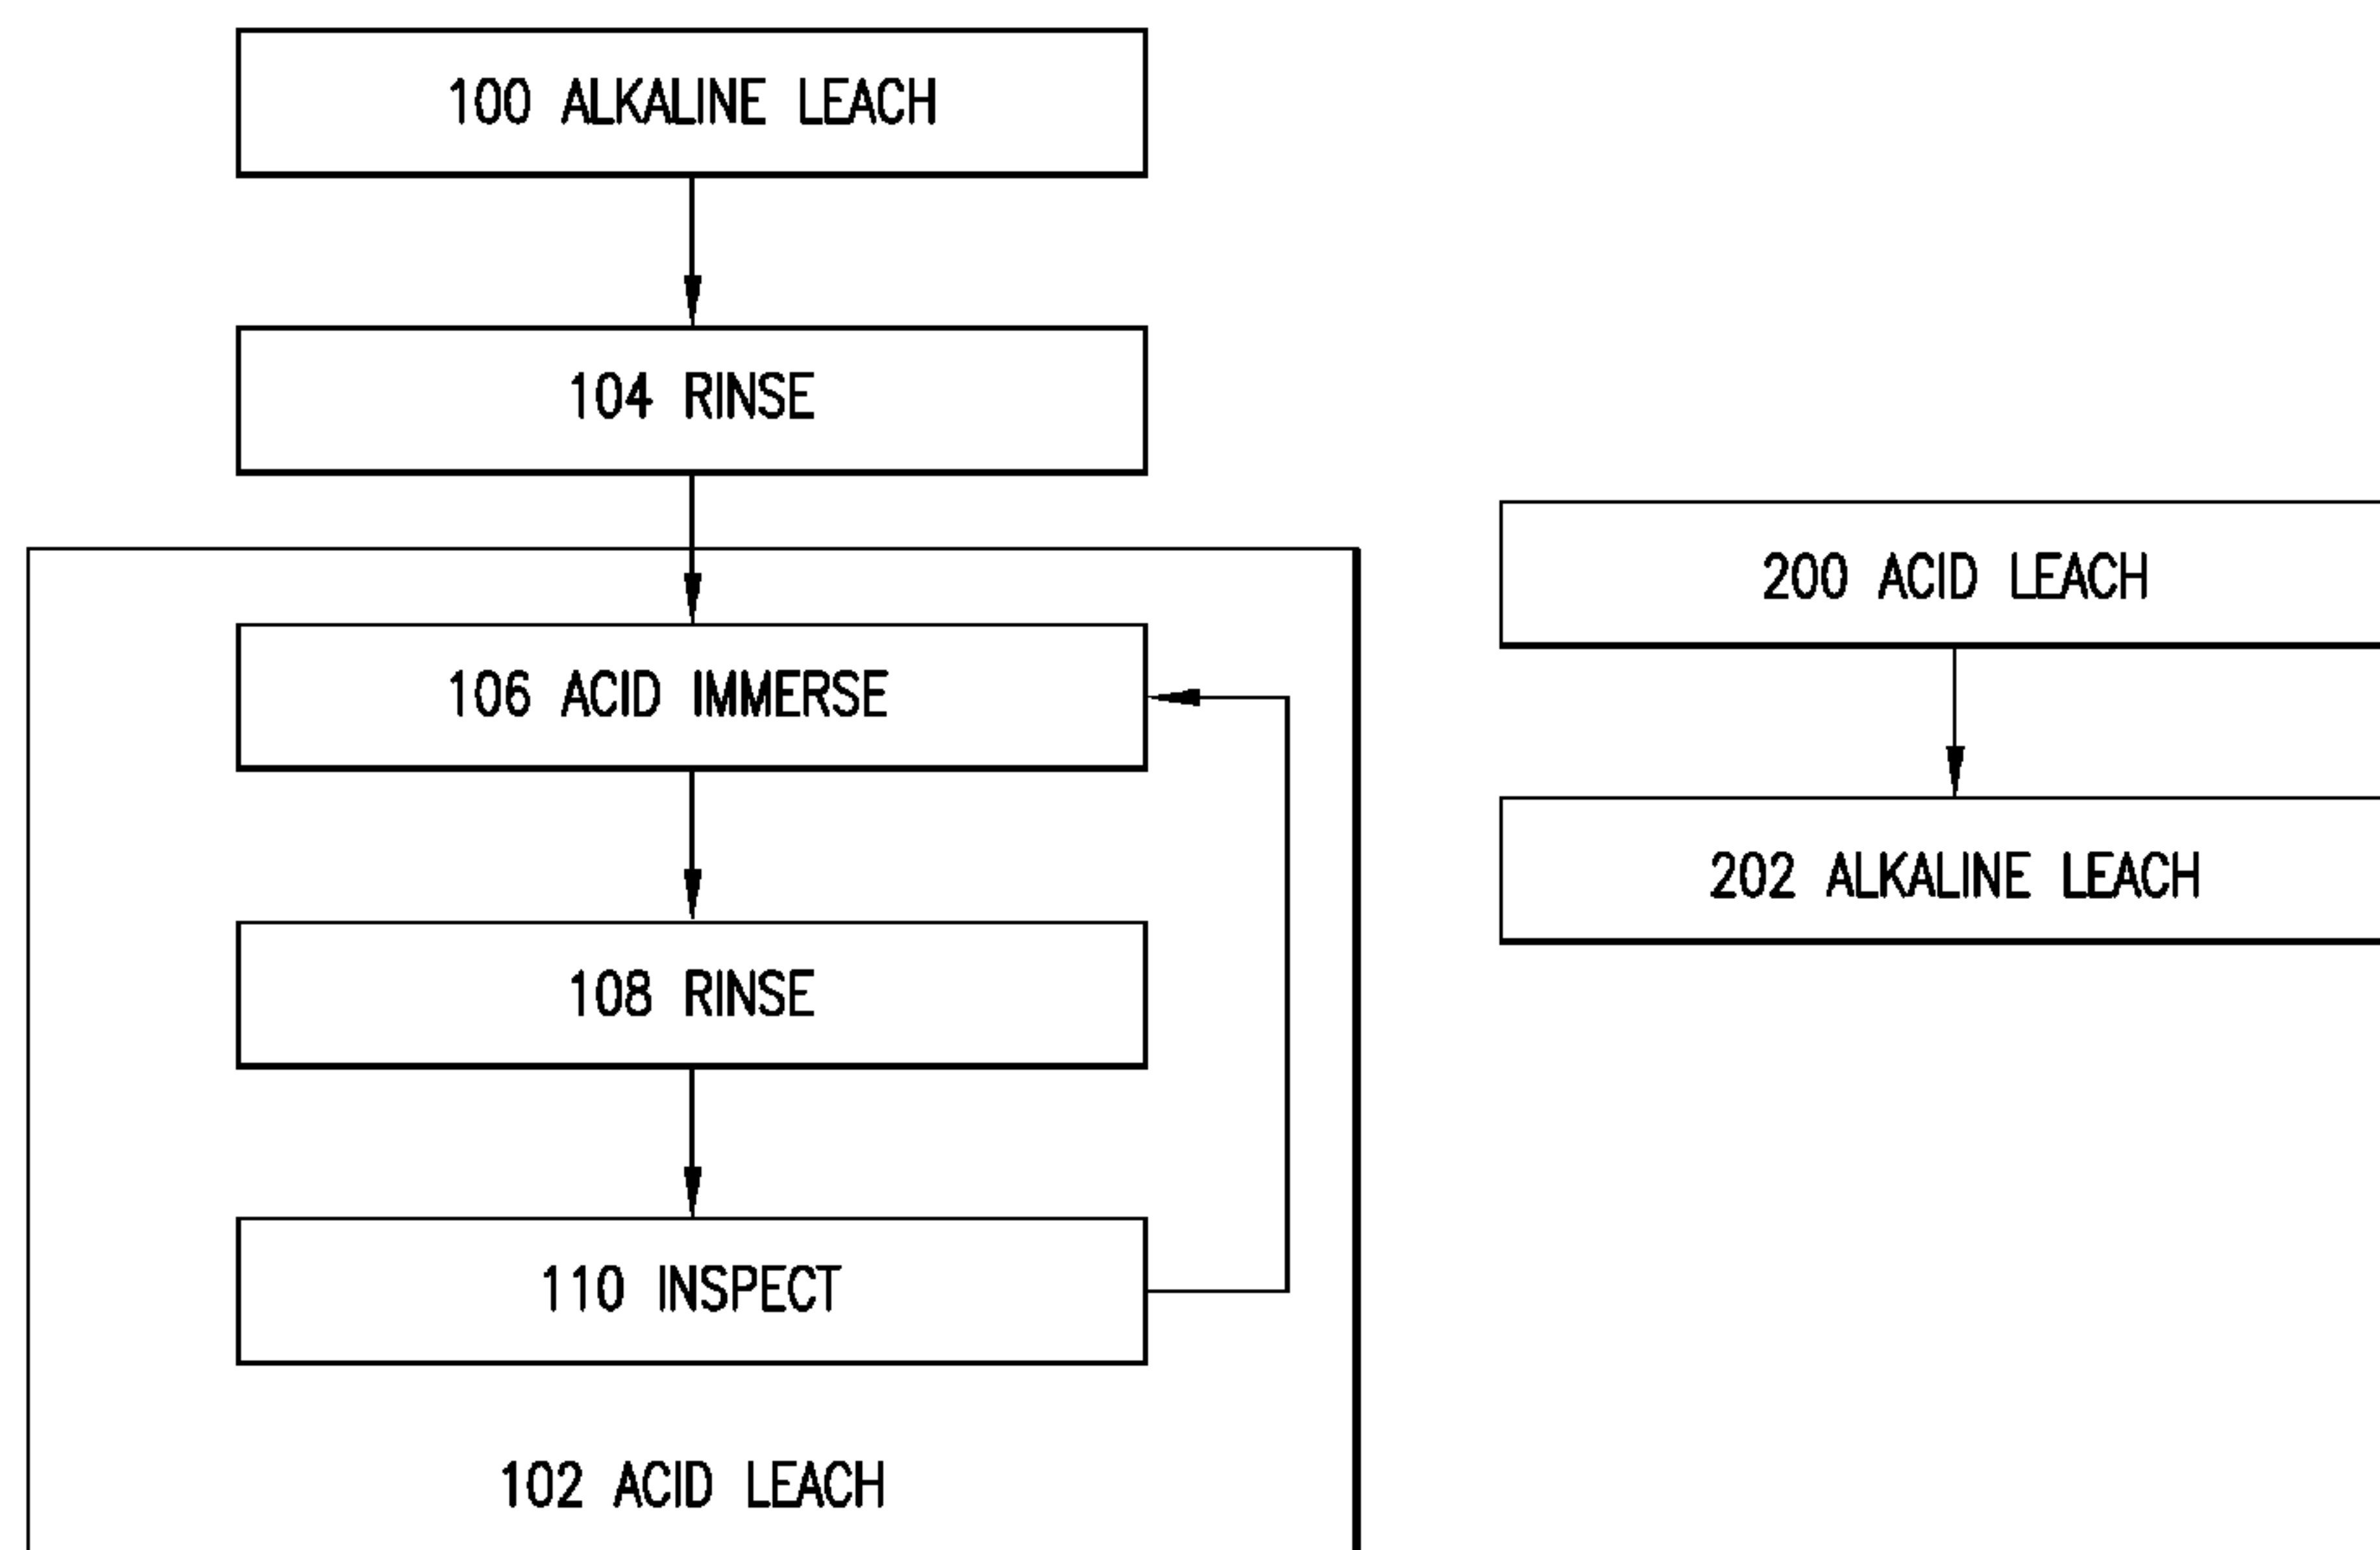 100 ALKALINE LEACH
104 RINSE
106 ACID IMMERSE
108 RINSE
110 INSPECT
102 ACID LEACH
200 ACID LEACH
202 ALKALINE LEACH